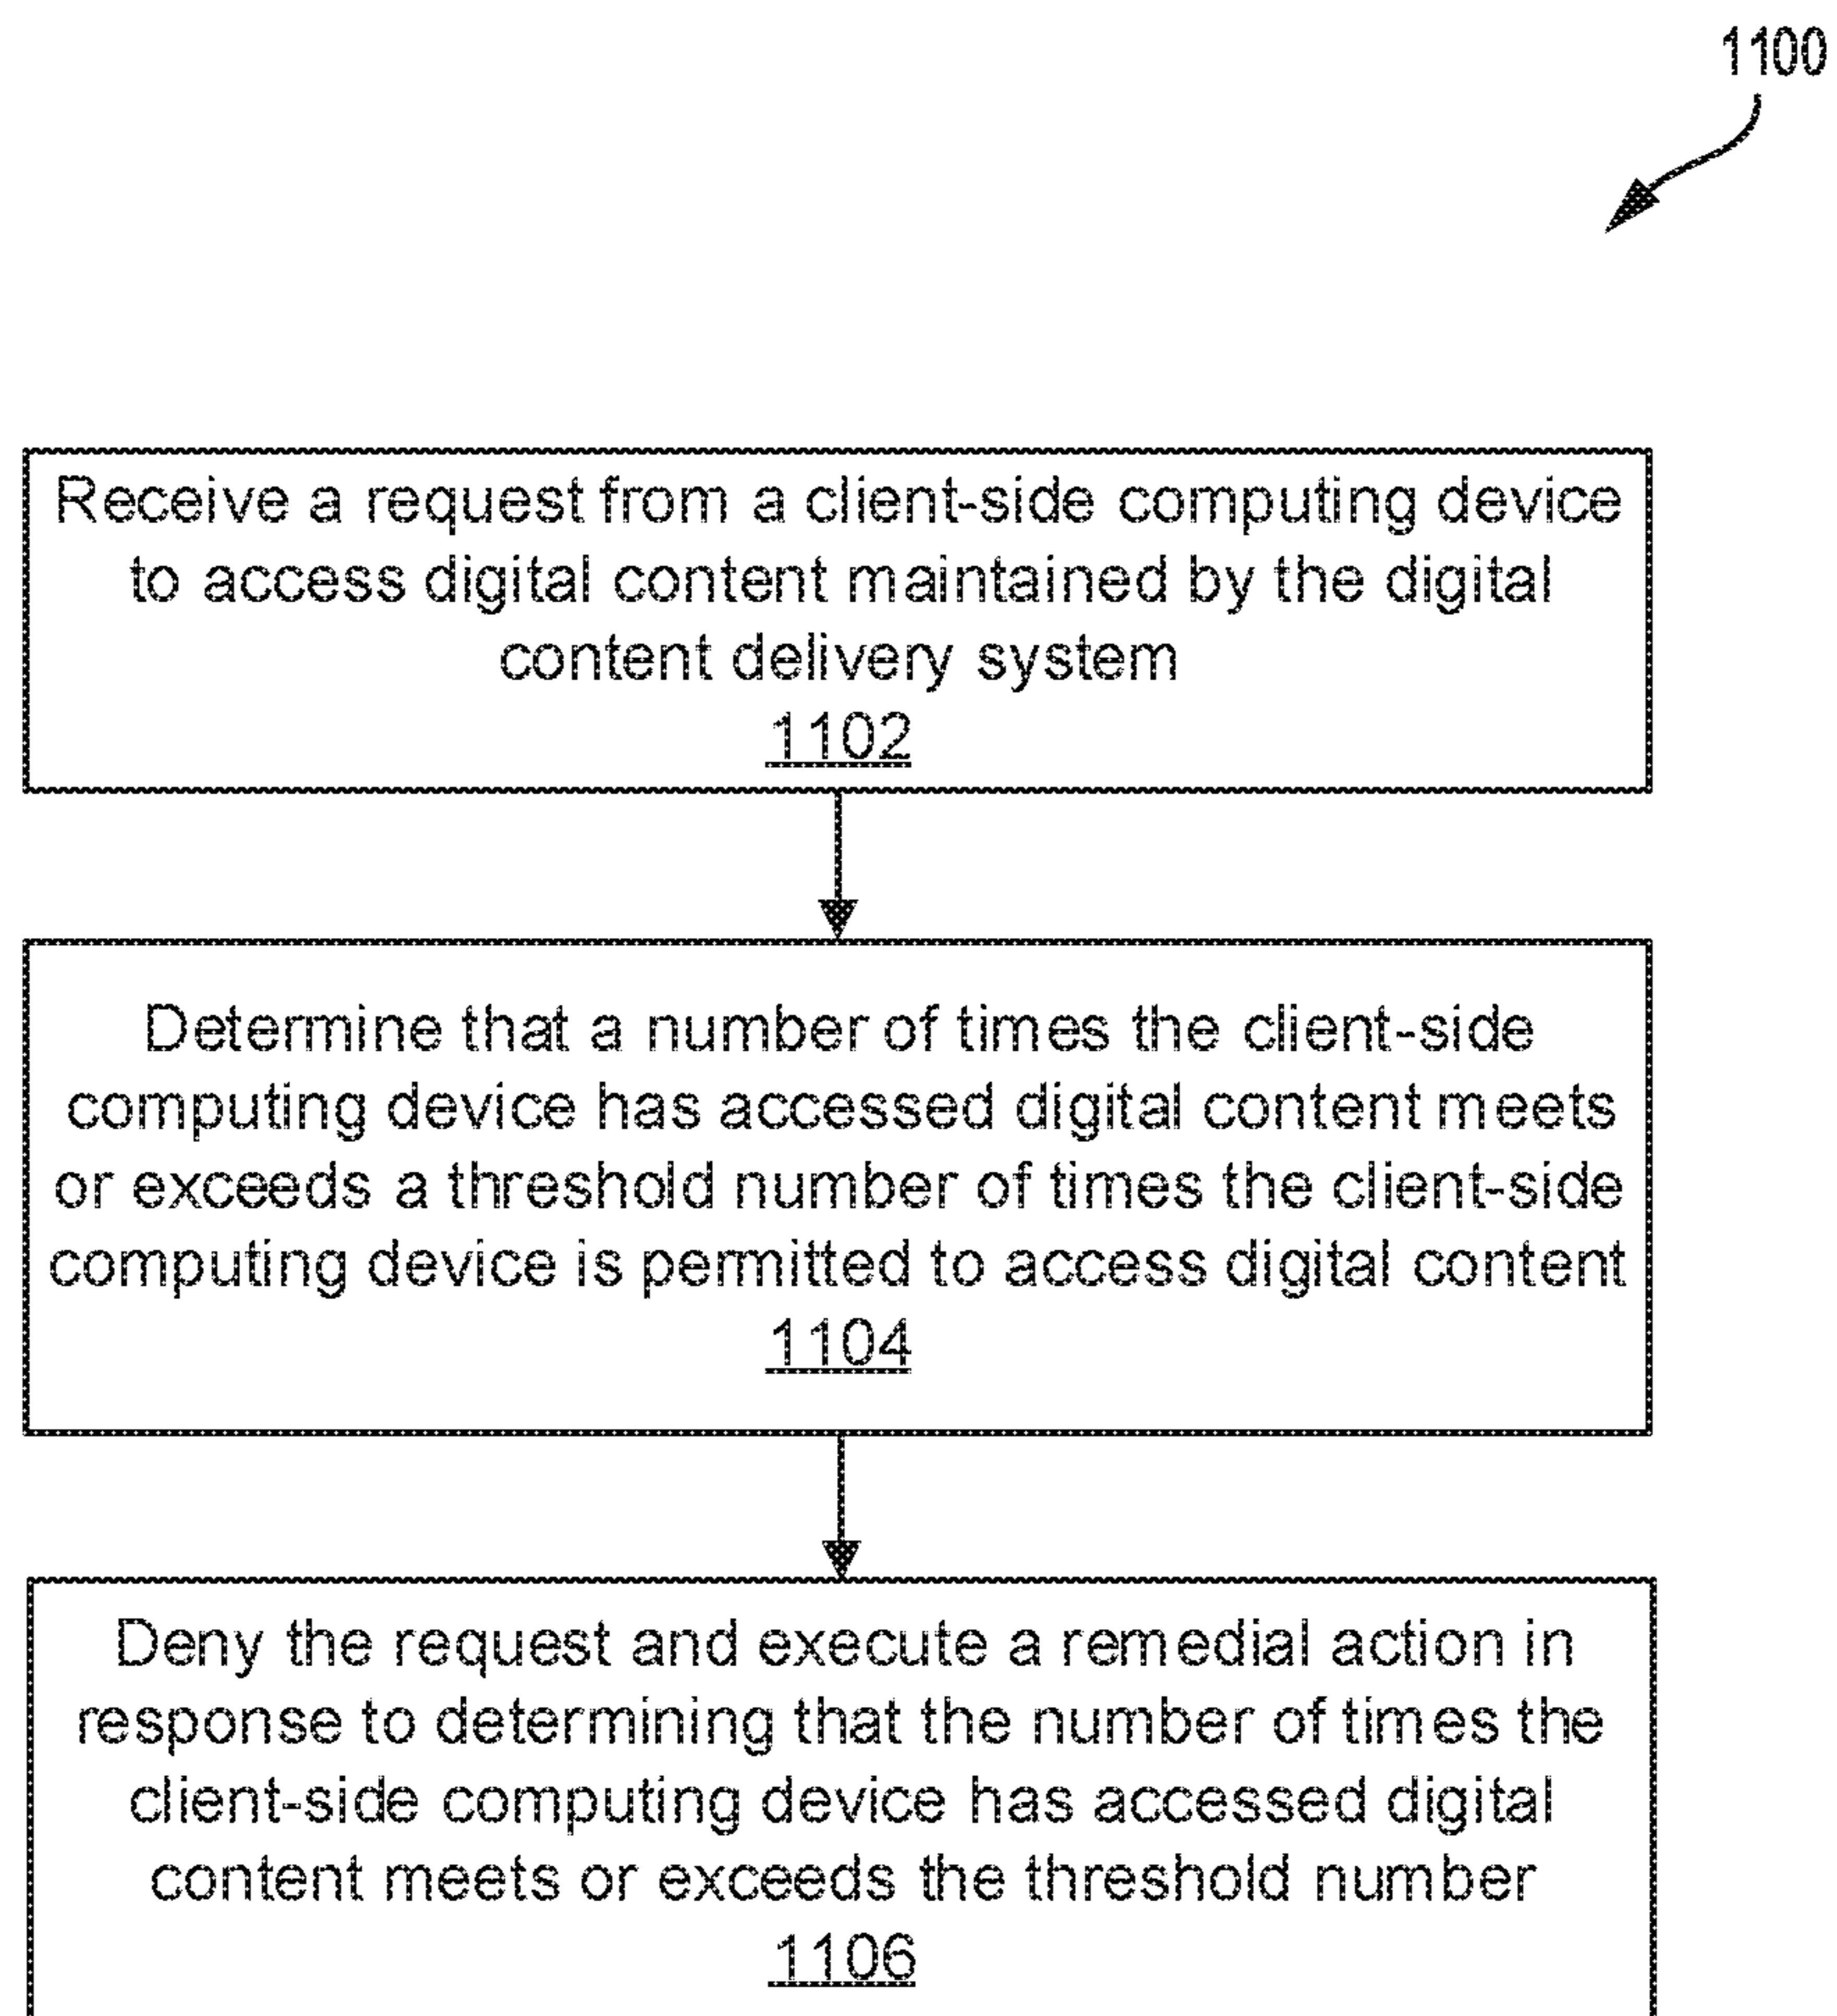 1100
Receive a request from a client-side computing device
to access digital content maintained by the digital
content delivery system
1102
Determine that a number of times the client-side
computing device has accessed digital content meets
or exceeds a threshold number of times the client-side
computing device is permitted to access digital content
1104
Deny the request and execute a remedial action in
response to determining that the number of times the
client-side computing device has accessed digital
content meets or exceeds the threshold number
1106